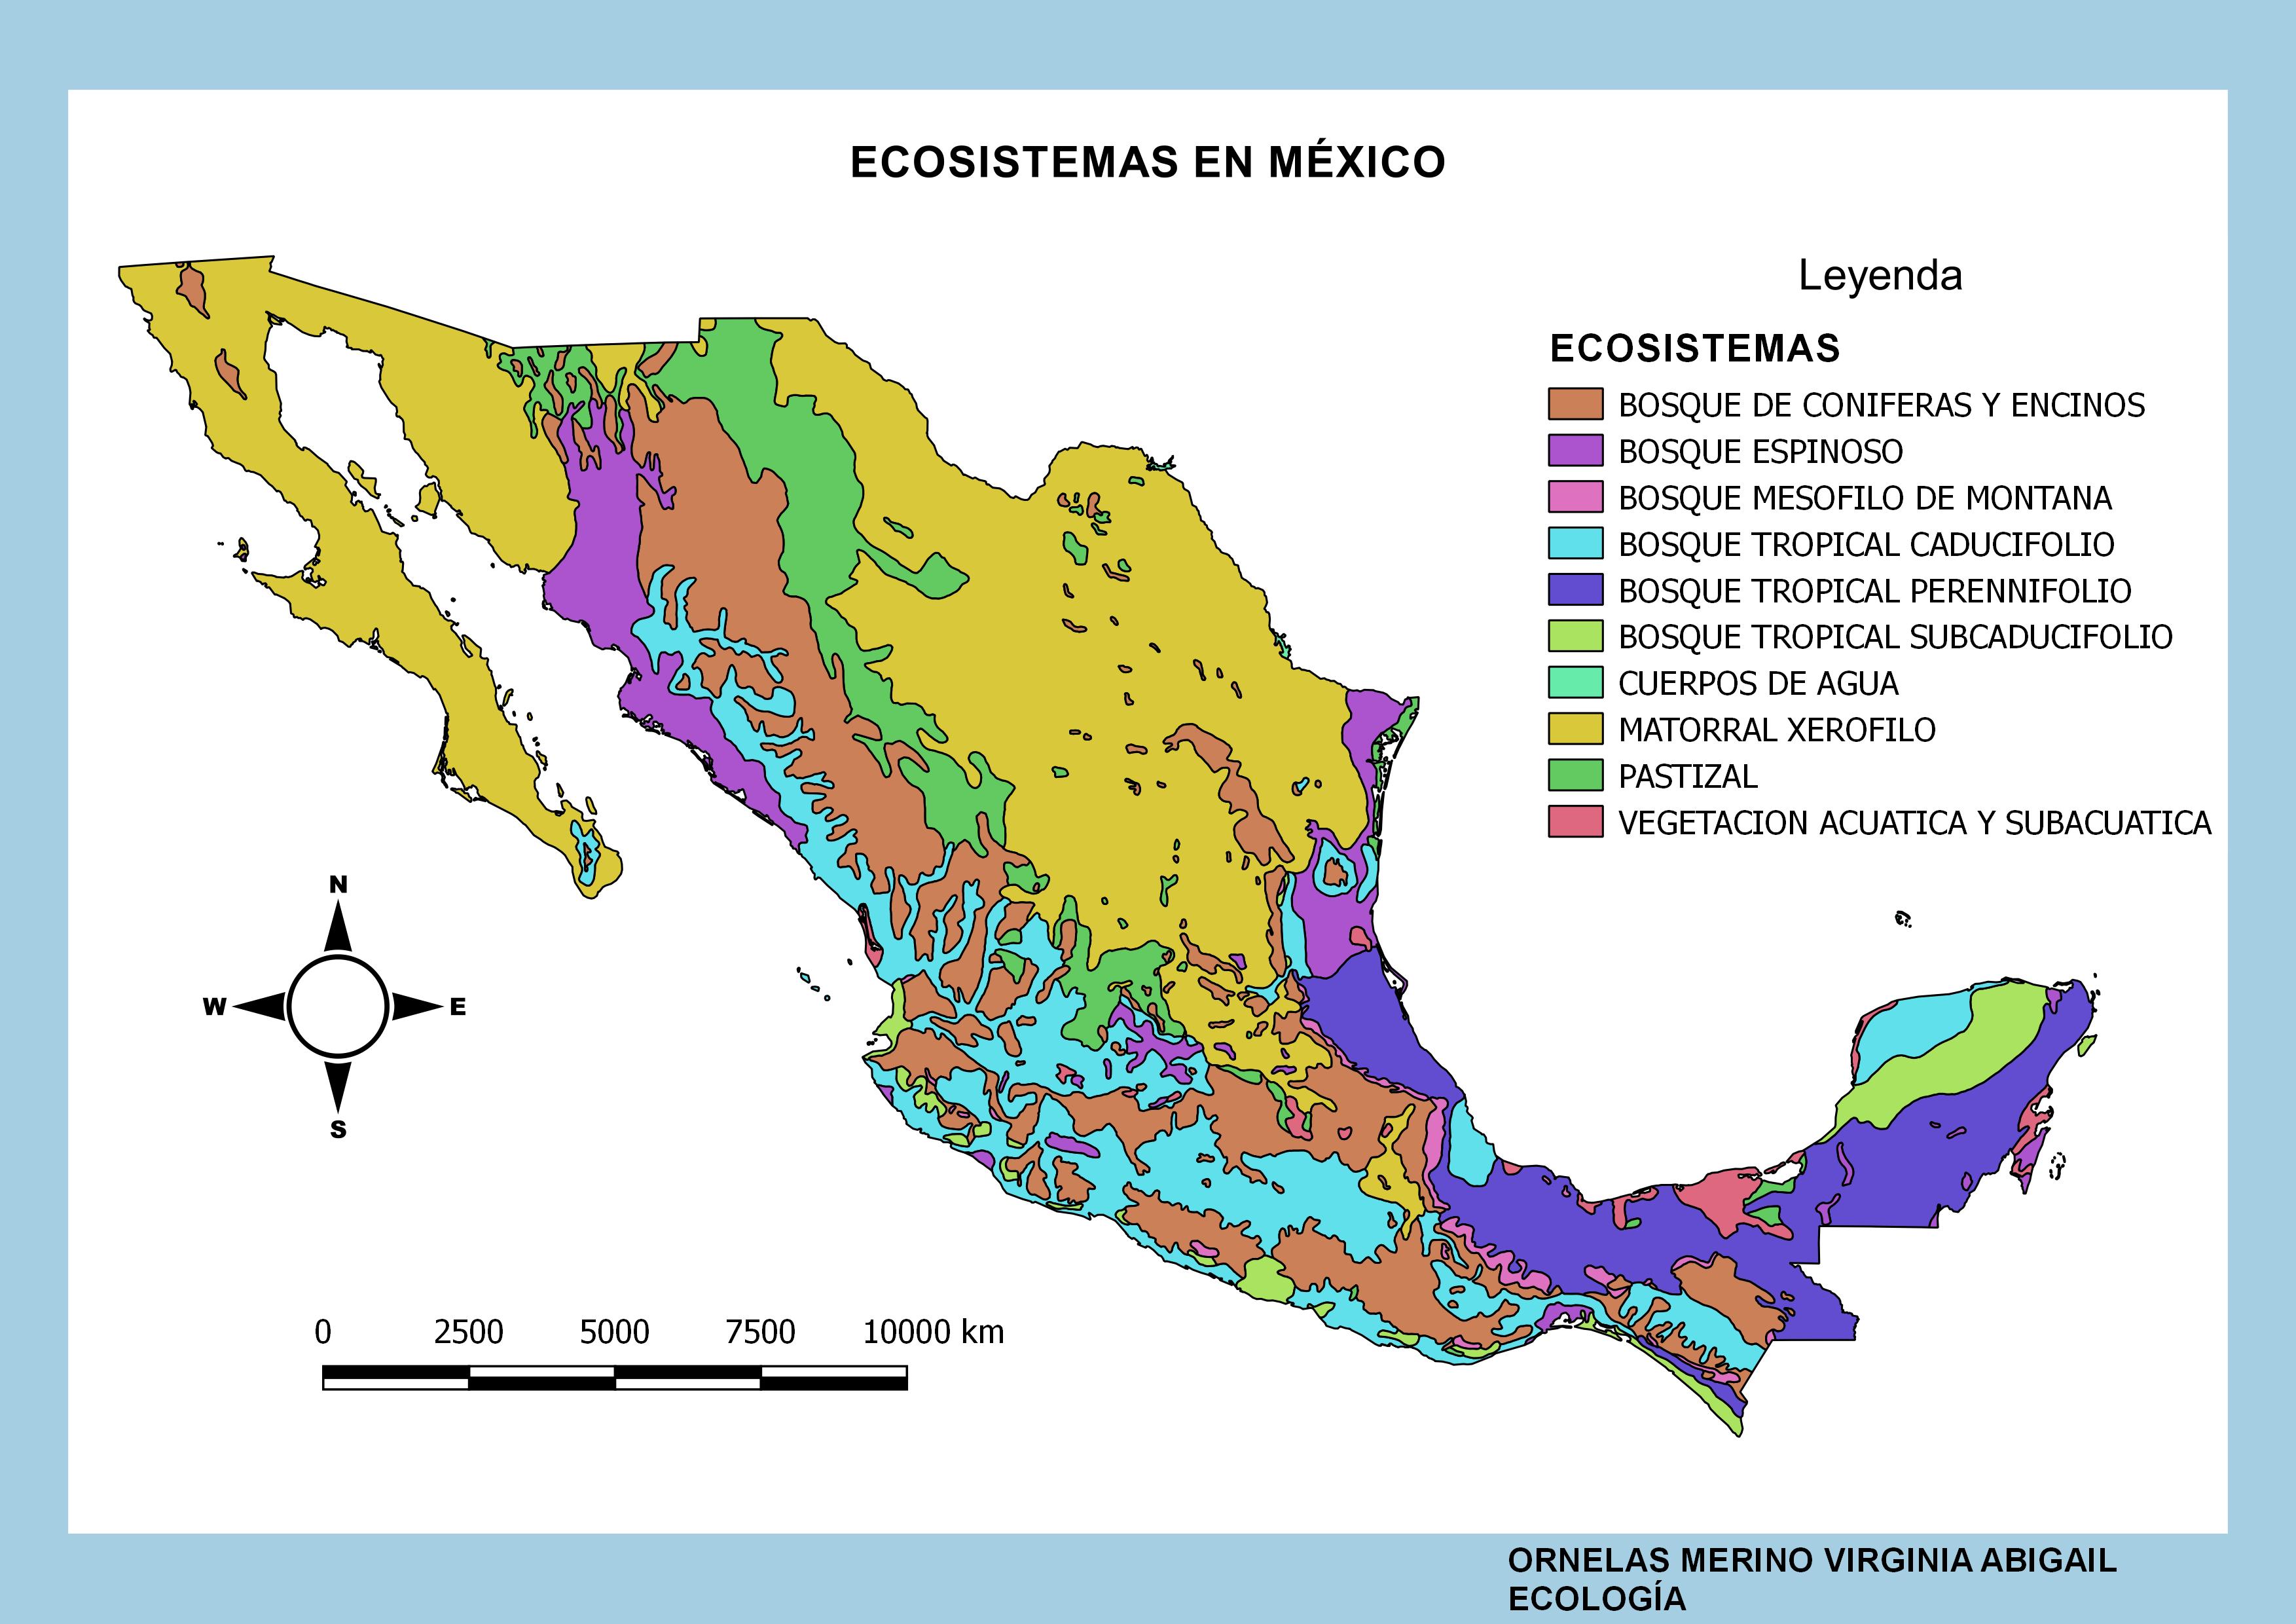 ECOSISTEMAS EN MÉXICO
Leyenda
ECOSISTEMAS
BOSQUE DE CONIFERAS Y ENCINOS
BOSQUE ESPINOSO
BOSQUE MESOFILO DE MONTANA
BOSQUE TROPICAL CADUCIFOLIO
BOSQUE TROPICAL PERENNIFOLIO
BOSQUE TROPICAL SUBCADUCIFOLIO
CUERPOS DE AGUA
MATORRAL XEROFILO
PASTIZAL
VEGETACION ACUATICA Y SUBACUATICA
N
W E
S
0 2500 5000 7500 10000 km
ORNELAS MERINO VIRGINIA ABIGAIL
ECOLOGÍA